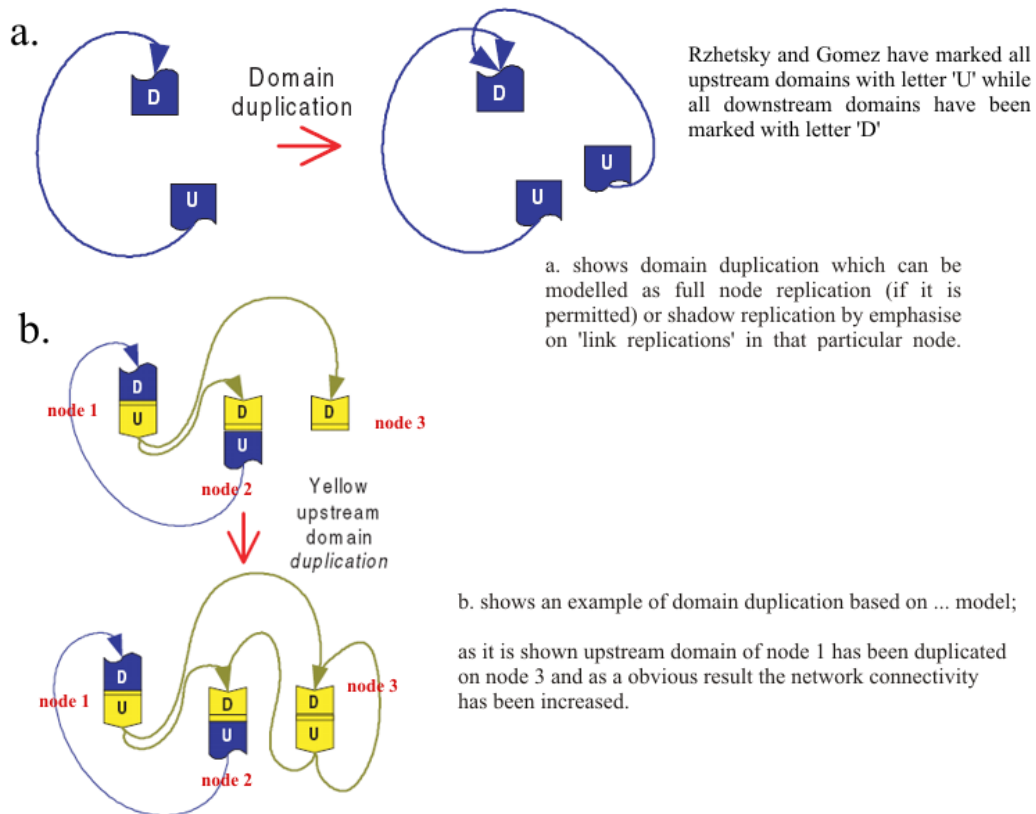 a.
D
U
Domain
duplication
D
U
U
Rzhetsky and Gomez have marked all
upstream domains with letter 'U' while
all downstream domains have been
marked with letter 'D'
a. shows domain duplication which can be
modelled as full node replication (if it is
permitted) or shadow replication by emphasise
on 'link replications' in that particular node.
b.
D
U
node 1
D
U
node 2
D
node 3
Yellow
upstream
domain
duplication
D
U
node 1
D
U
node 2
D
U
node 3
b. shows an example of domain duplication based on ... model;
as it is shown upstream domain of node 1 has been duplicated
on node 3 and as a obvious result the network connectivity
has been increased.